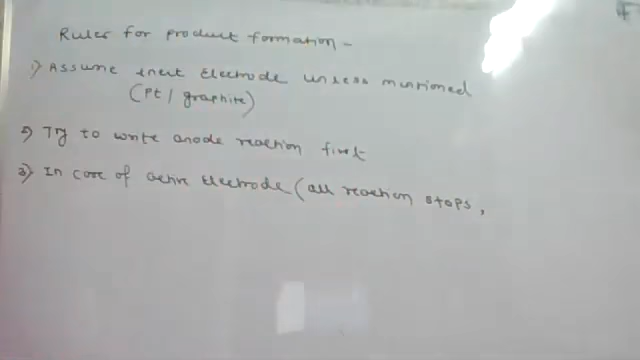 Rules for product formation -
1) Assume inert Electrode unless mentioned
(Pt / graphite)
2) Try to write anode reaction first
3) In case of active Electrode (all reaction stops,